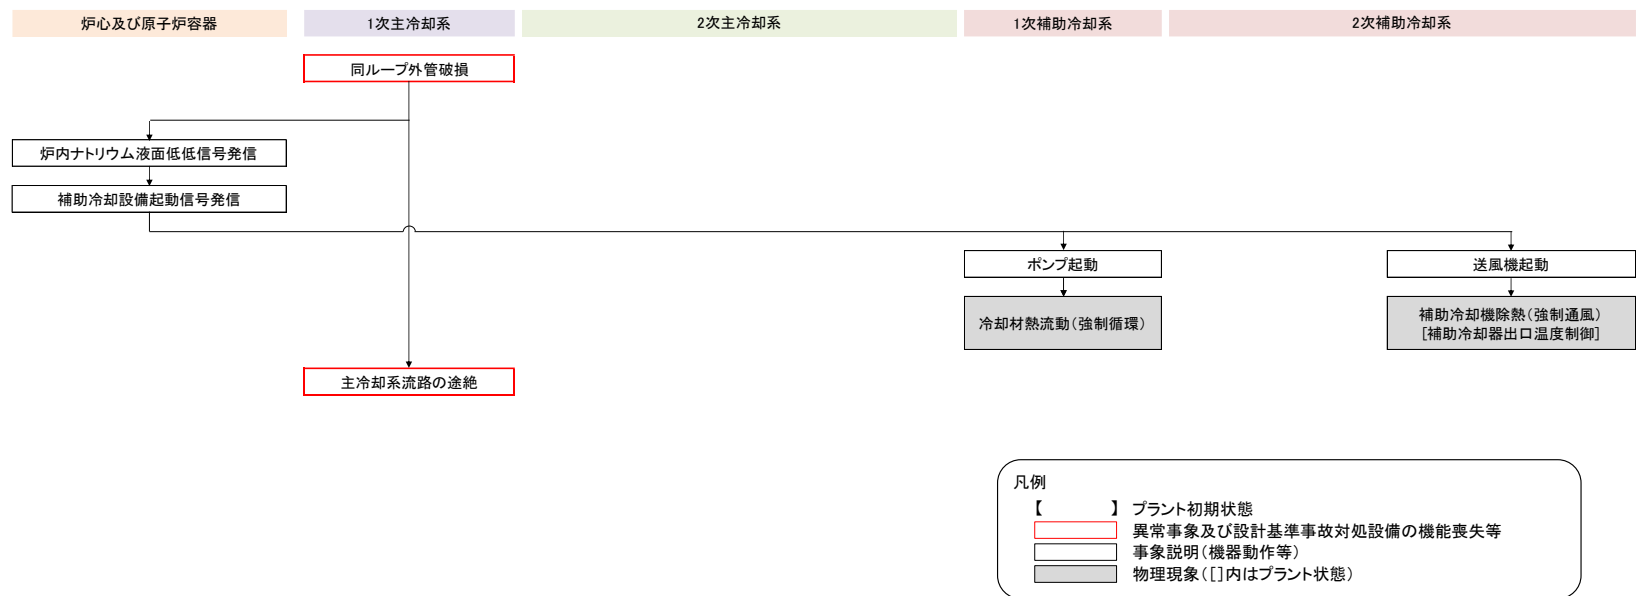 炉心及び原子炉容器
1次主冷却系
2次主冷却系
1次補助冷却系
2次補助冷却系
同ループ外管破損
炉内ナトリウム液面低低信号発信
補助冷却設備起動信号発信
ポンプ起動
送風機起動
冷却材熱流動(強制循環)
補助冷却機除熱(強制通風)
[補助冷却器出口温度制御]
主冷却系流路の途絶
凡例
【 】 プラント初期状態
異常事象及び設計基準事故対処設備の機能喪失等
事象説明(機器動作等)
物理現象([]内はプラント状態)